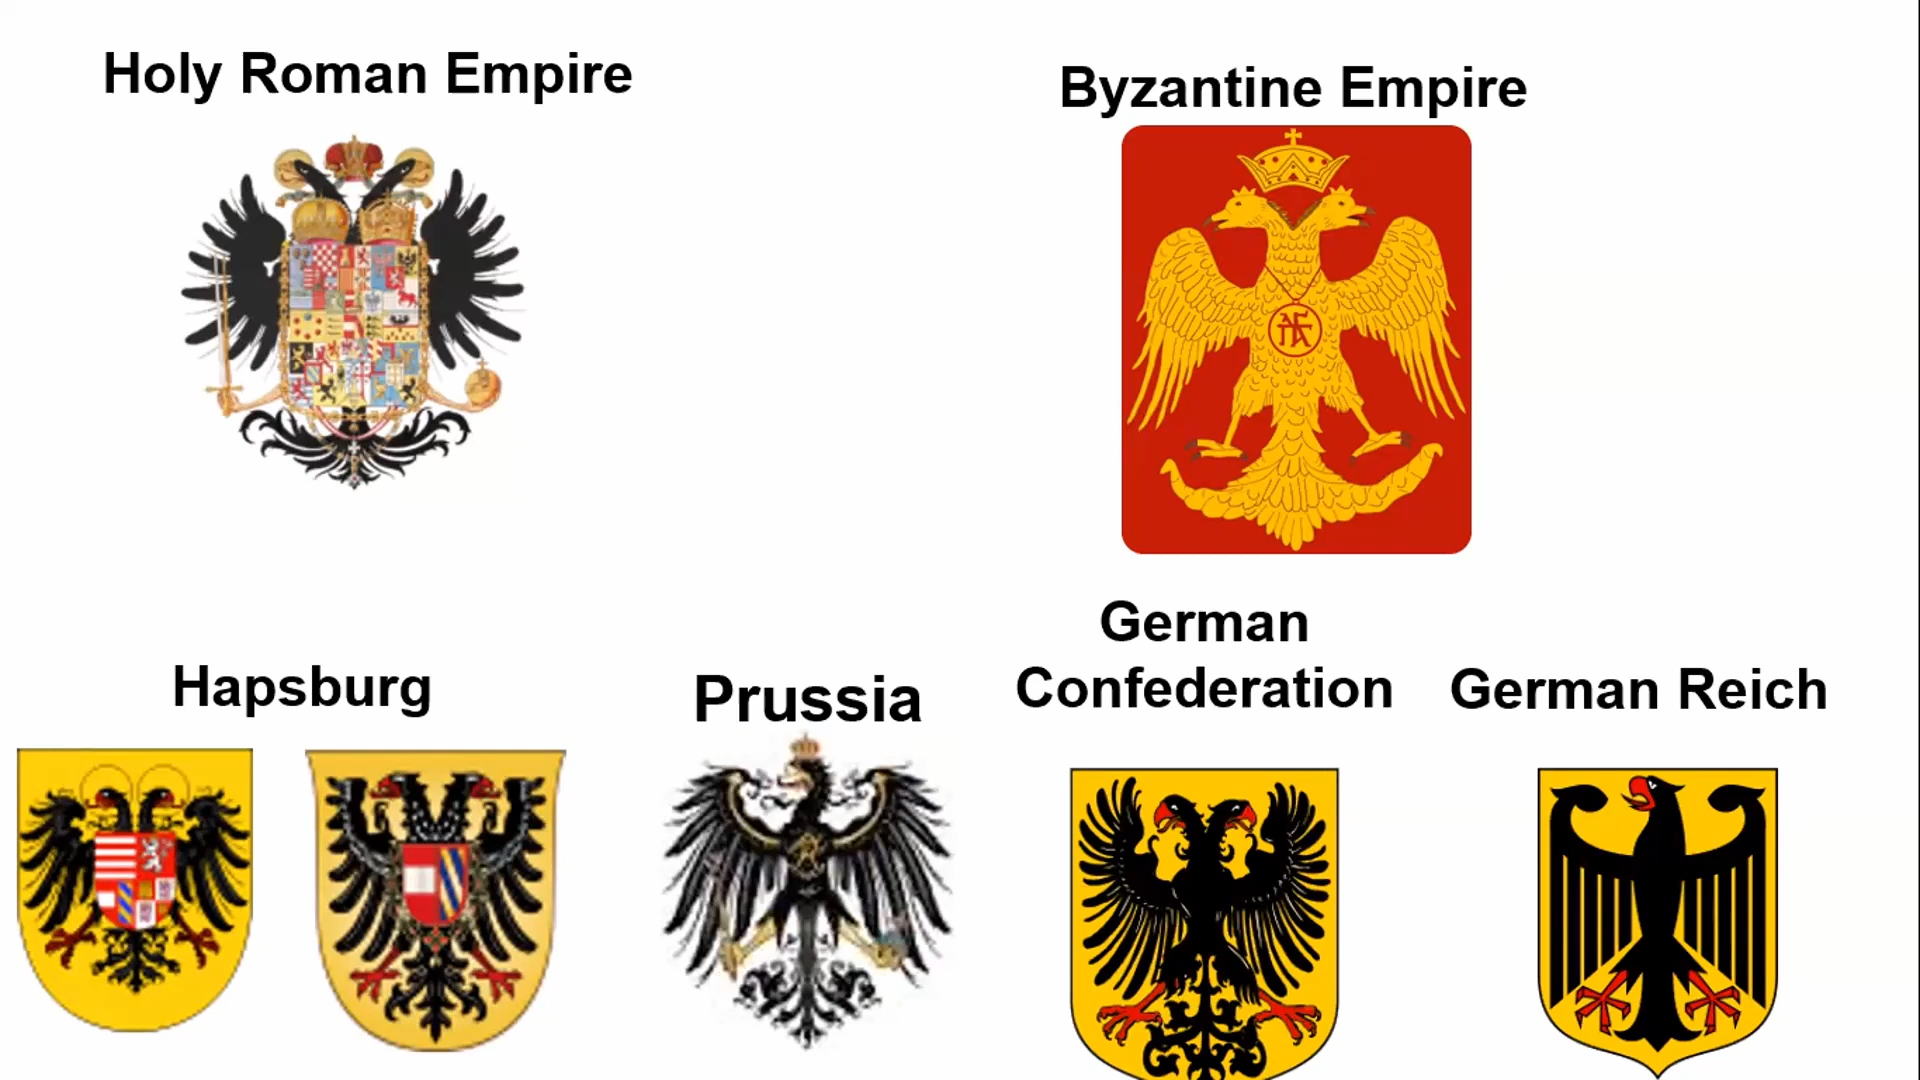 Holy Roman Empire
Byzantine Empire
Hapsburg
Prussia
German
Confederation
German Reich